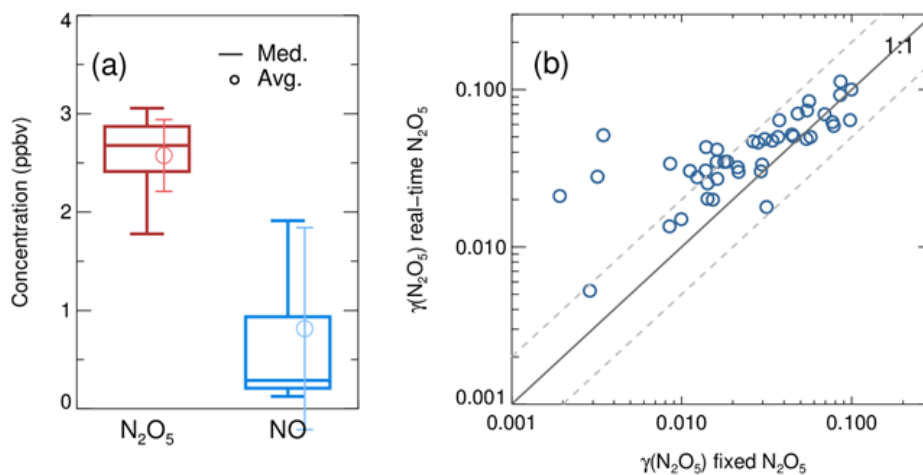 4
3
2
1
0
Concentration (ppbv)
(a)
Med.
Avg.
N₂O₅
NO
(b)
1:1
0.100
0.010
0.001
γ(N₂O₅) real-time N₂O₅
0.001
0.010
0.100
γ(N₂O₅) fixed N₂O₅